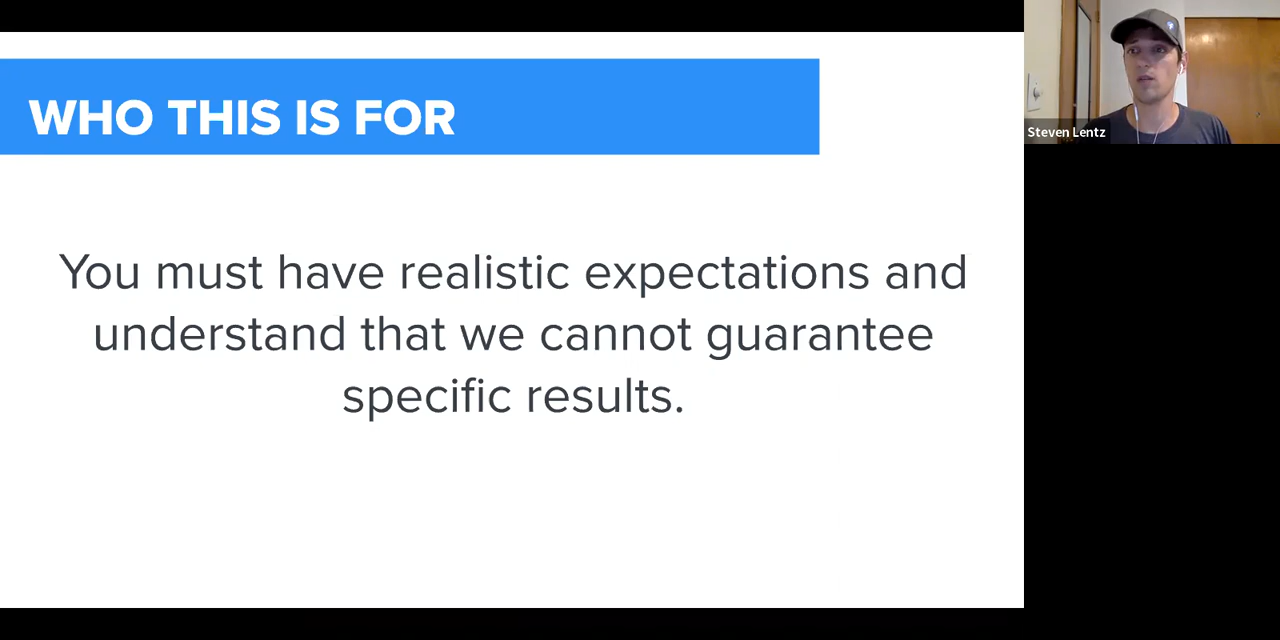 WHO THIS IS FOR
You must have realistic expectations and
understand that we cannot guarantee
specific results.
Steven Lentz